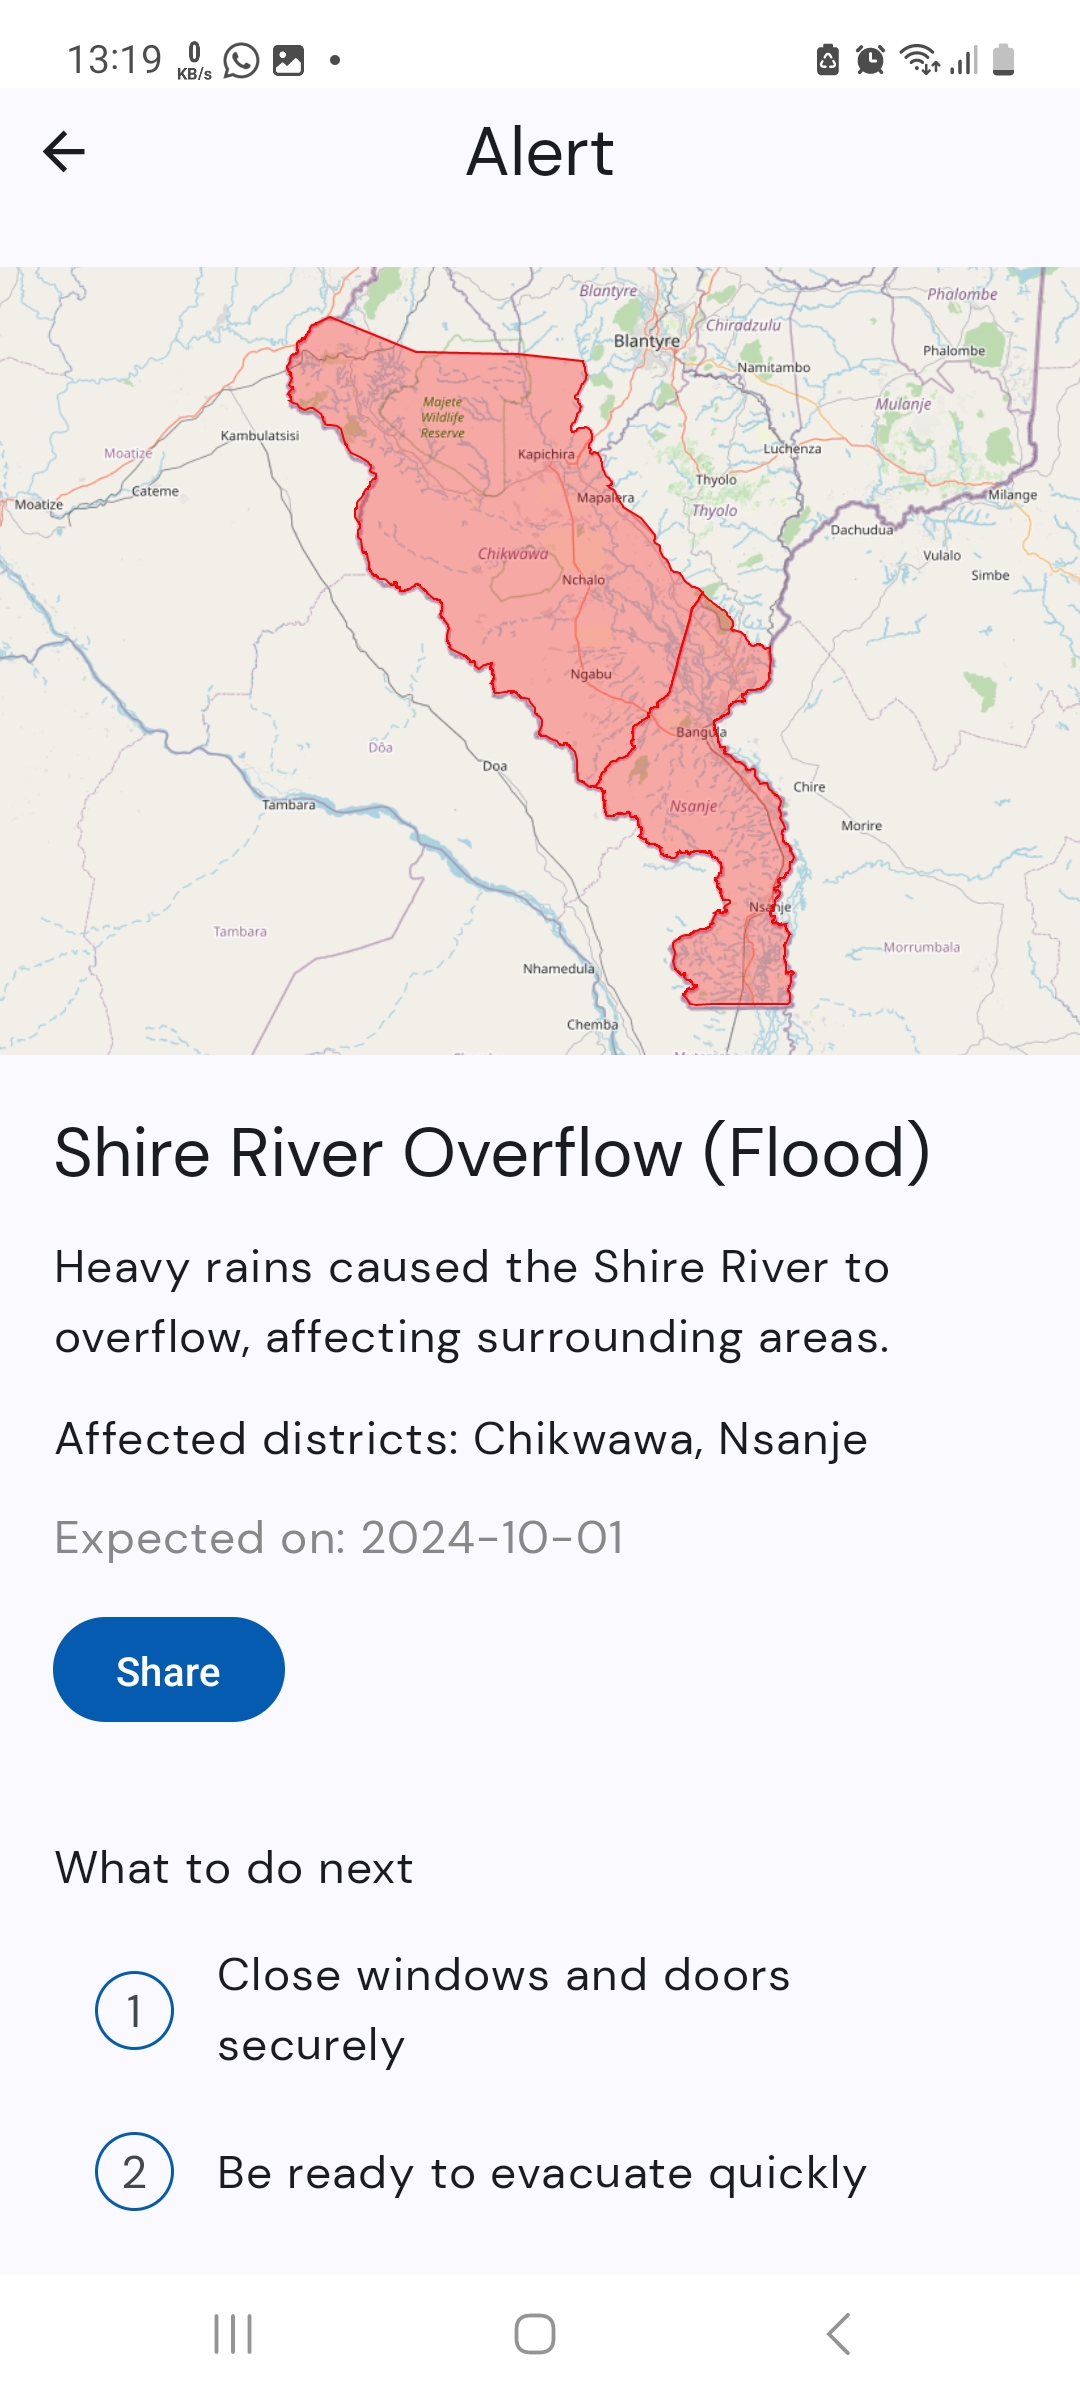 13:19 0 KB/s
Alert
Blantyre
Phalombe
Chiradzulu
Blantyre
Phalombe
Namitambo
Majete
Wildlife
Reserve
Mulanje
Kambulatsisi
Moatize
Kapichira
Luchenza
Cateme
Moatize
Mapalera
Thyolo
Thyolo
Milange
Dachudua
Chikwawa
Vulalo
Nchalo
Simbe
Ngabu
Bangula
Dôa
Doa
Chire
Tambara
Nsanje
Morire
Nsanje
Tambara
Morrumbala
Nhamedula
Chemba
Shire River Overflow (Flood)
Heavy rains caused the Shire River to
overflow, affecting surrounding areas.
Affected districts: Chikwawa, Nsanje
Expected on: 2024-10-01
Share
What to do next
1 Close windows and doors
securely
2 Be ready to evacuate quickly